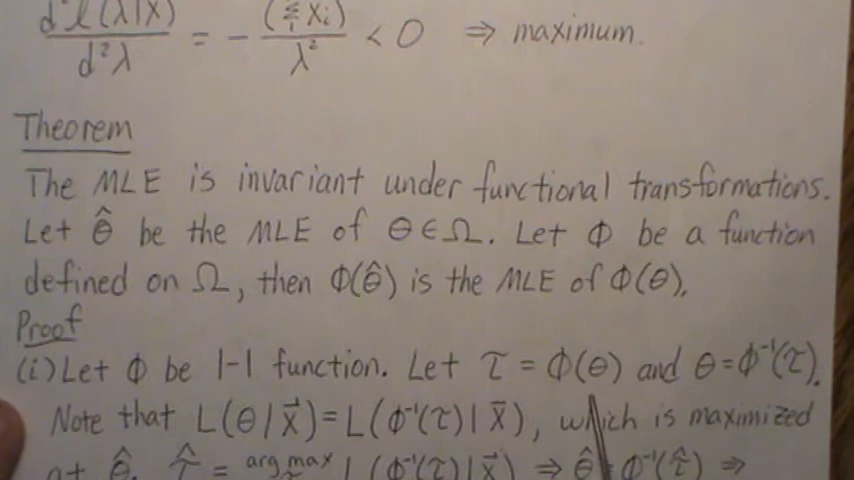 d²l(λ|X) / d²λ = - (Σ Xi) / λ² < 0 ⇒ maximum.
Theorem
The MLE is invariant under functional transformations.
Let θ̂ be the MLE of θ∈Ω. Let Φ be a function
defined on Ω, then Φ(θ̂) is the MLE of Φ(θ).
Proof
(i) Let Φ be 1-1 function. Let τ = Φ(θ) and θ=Φ⁻¹(τ).
Note that L(θ|x⃗)=L(Φ⁻¹(τ)|x⃗), which is maximized
at θ̂. τ̂ = arg max L(Φ⁻¹(τ)|x⃗) ⇒ θ̂=Φ⁻¹(τ̂) ⇒